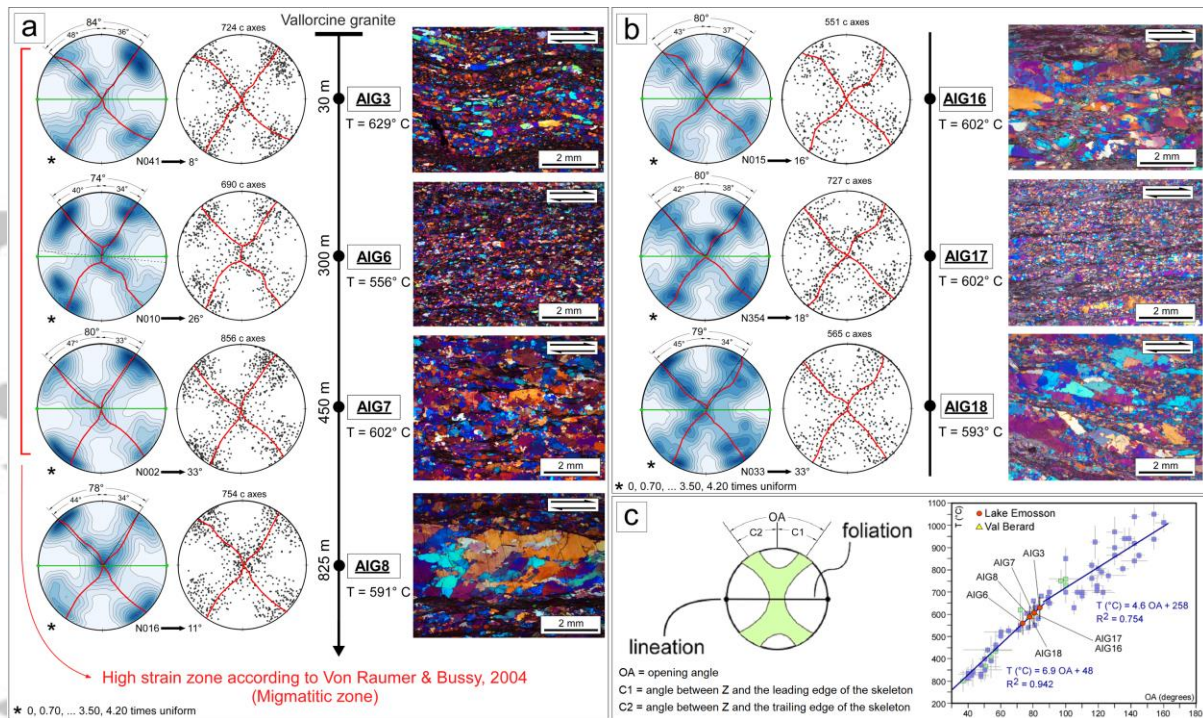 a
Vallorcine granite
84°
48° 36°
724 c axes
30 m
AIG3
T = 629° C
2 mm
*
N041 8°
74°
40° 34°
690 c axes
300 m
AIG6
T = 556° C
2 mm
*
N010 26°
80°
47° 33°
856 c axes
450 m
AIG7
T = 602° C
2 mm
*
N002 33°
78°
44° 34°
754 c axes
825 m
AIG8
T = 591° C
2 mm
N016 11°
High strain zone according to Von Raumer & Bussy, 2004
(Migmatitic zone)
* 0, 0.70, ... 3.50, 4.20 times uniform
b
80°
43° 37°
551 c axes
AIG16
T = 602° C
2 mm
*
N015 16°
80°
42° 38°
727 c axes
AIG17
T = 602° C
2 mm
*
N354 18°
79°
45° 34°
565 c axes
AIG18
T = 593° C
2 mm
*
N033 33°
* 0, 0.70, ... 3.50, 4.20 times uniform
c
OA
C2 C1
foliation
lineation
OA = opening angle
C1 = angle between Z and the leading edge of the skeleton
C2 = angle between Z and the trailing edge of the skeleton
T (°C)
1100
1000
900
800
700
600
500
400
300
200
Lake Emosson
Val Berard
AIG3
AIG7
AIG8
AIG6
AIG17
AIG16
AIG18
T (°C) = 4.6 OA + 258
R2 = 0.754
T (°C) = 6.9 OA + 48
R2 = 0.942
OA (degrees)
40 60 80 100 120 140 160 180